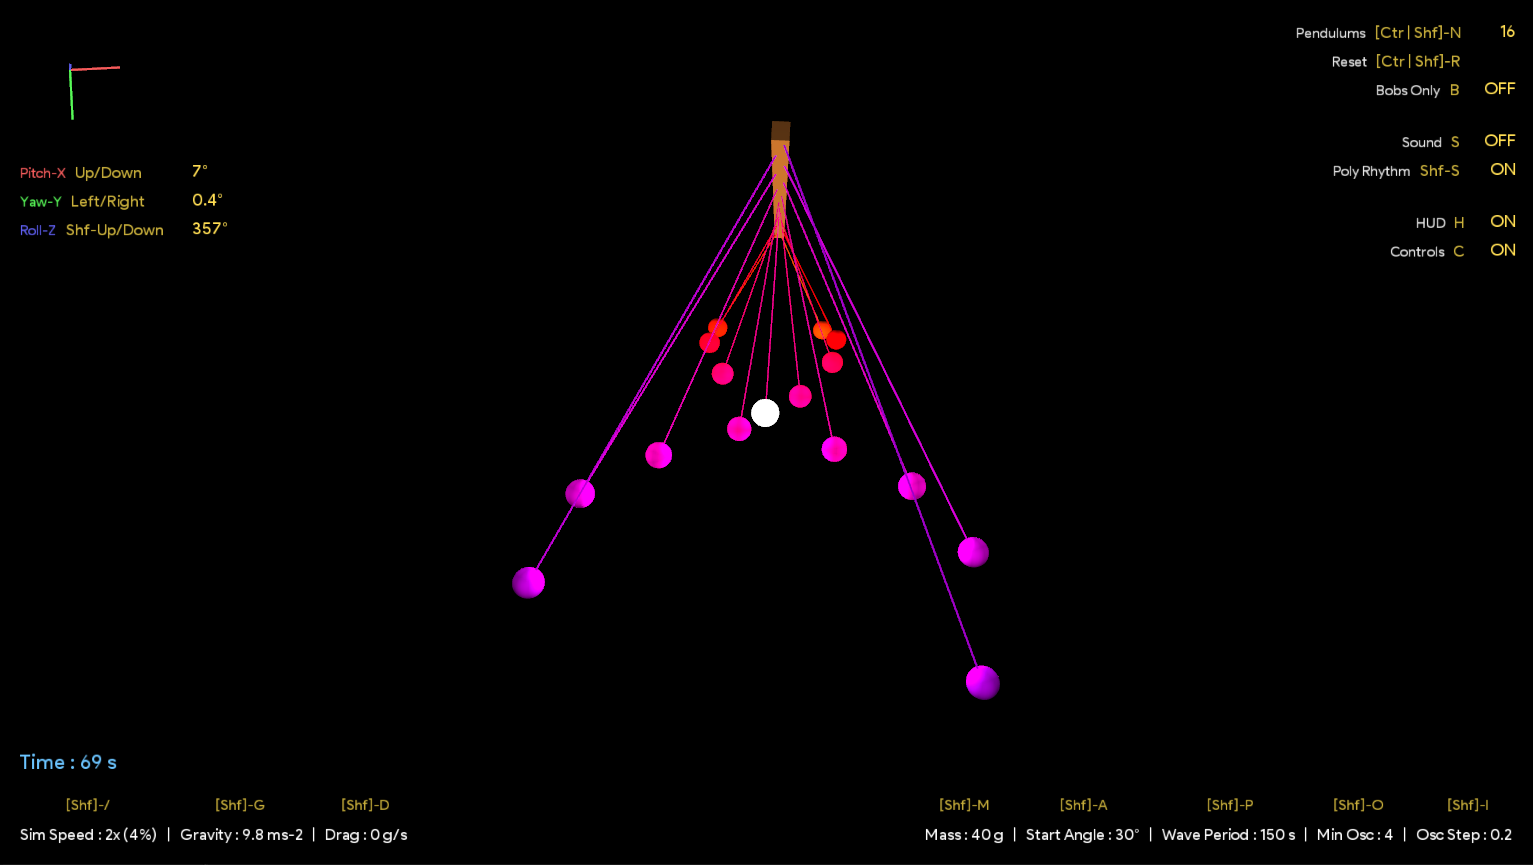 Pendulums [Ctr | Shf]-N 16
Reset [Ctr | Shf]-R
Bobs Only B OFF
Sound S OFF
Poly Rhythm Shf-S ON
HUD H ON
Controls C ON
Pitch-X Up/Down 7°
Yaw-Y Left/Right 0.4°
Roll-Z Shf-Up/Down 357°
Time : 69 s
[Shf]-/ [Shf]-G [Shf]-D [Shf]-M [Shf]-A [Shf]-P [Shf]-O [Shf]-I
Sim Speed : 2x (4%) | Gravity : 9.8 ms-2 | Drag : 0 g/s Mass : 40 g | Start Angle : 30° | Wave Period : 150 s | Min Osc : 4 | Osc Step : 0.2